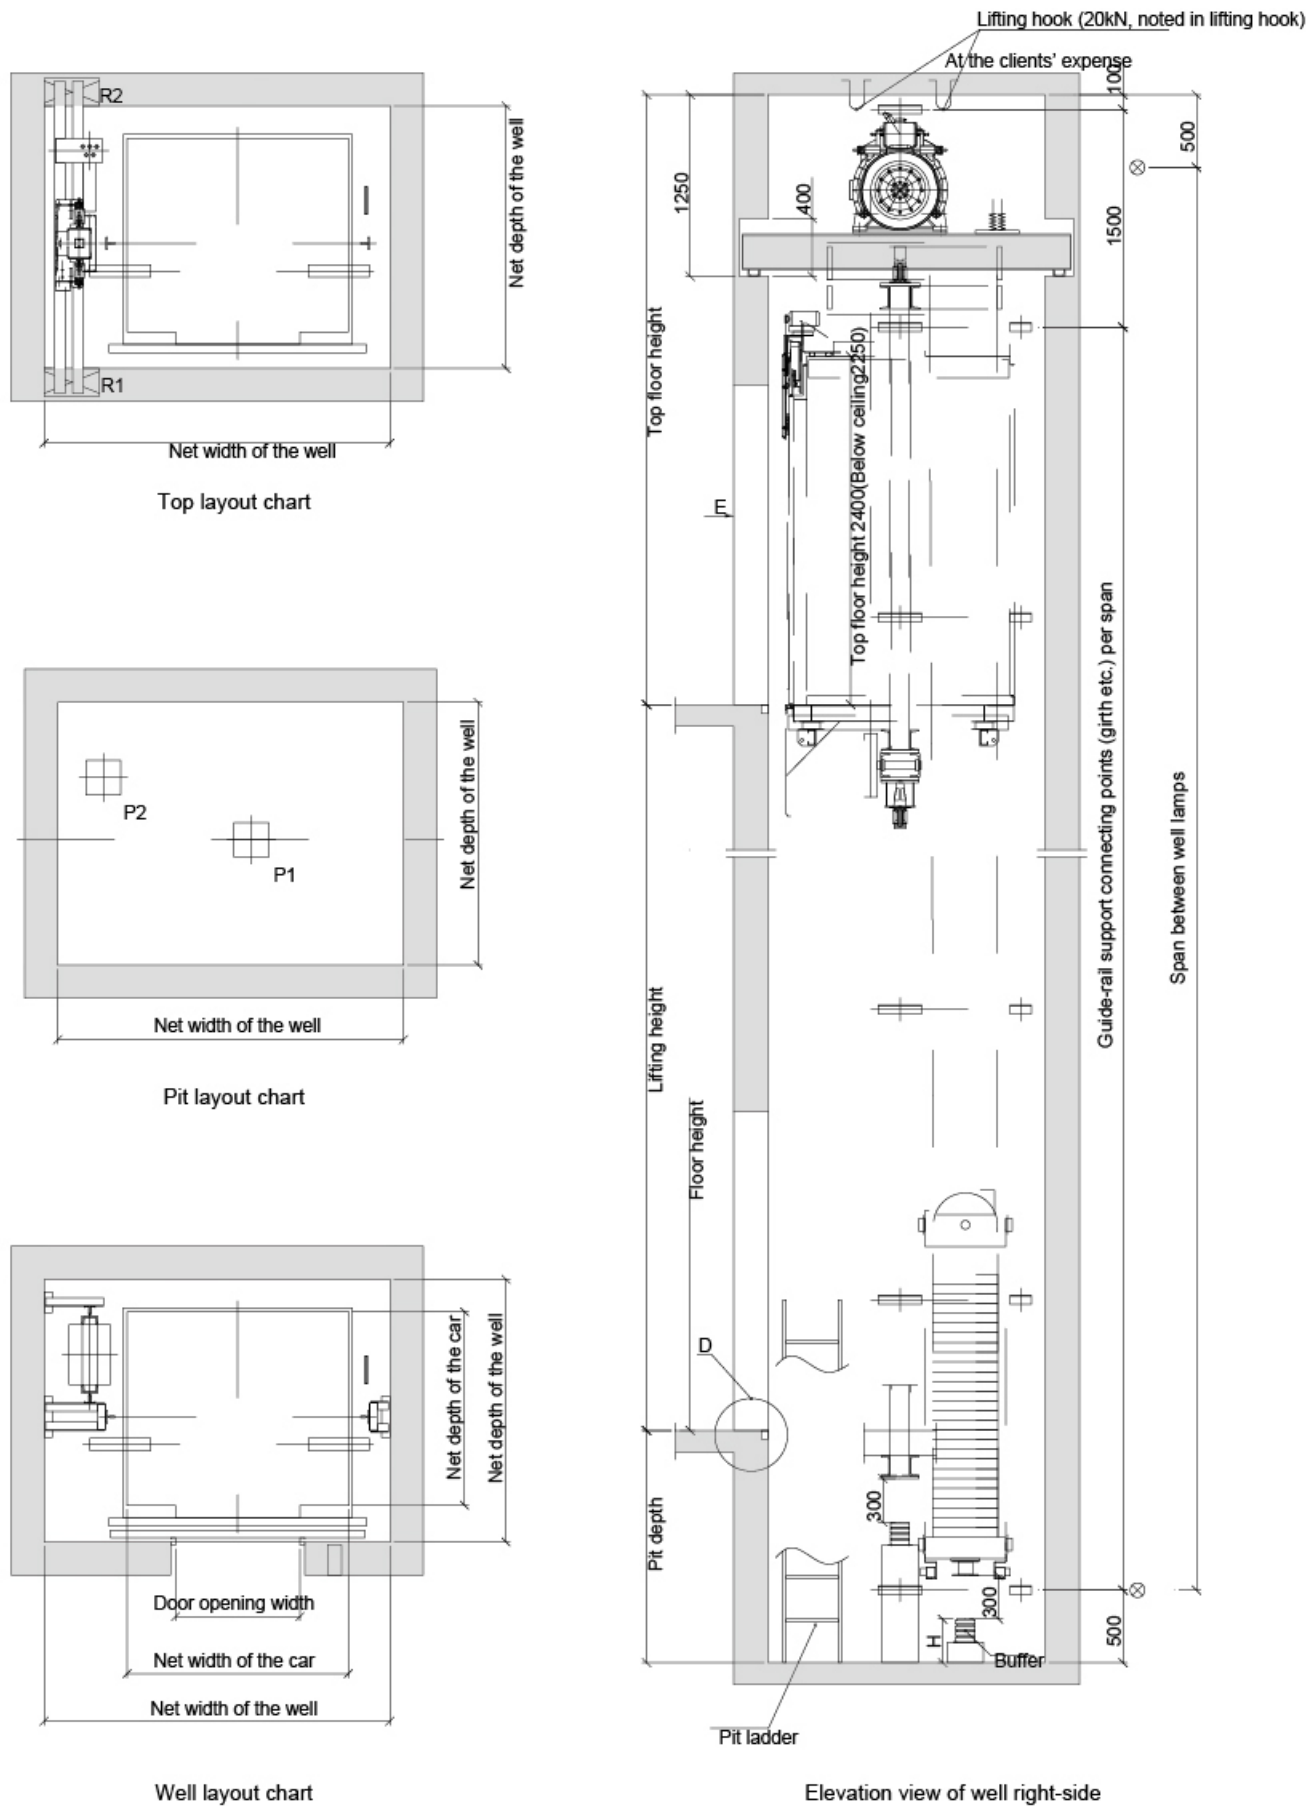 Lifting hook (20kN, noted in lifting hook)
At the clients' expense
R2
Net depth of the well
R1
Net width of the well
Top layout chart
P2
P1
Net depth of the well
Net width of the well
Pit layout chart
Net depth of the car
Net depth of the well
Door opening width
Net width of the car
Net width of the well
Well layout chart
100
500
1250
400
1500
Top floor height
Top floor height 2400(Below ceiling2250)
E
Guide-rail support connecting points (girth etc.) per span
Span between well lamps
Lifting height
Floor height
D
300
Pit depth
300
H
500
Buffer
Pit ladder
Elevation view of well right-side